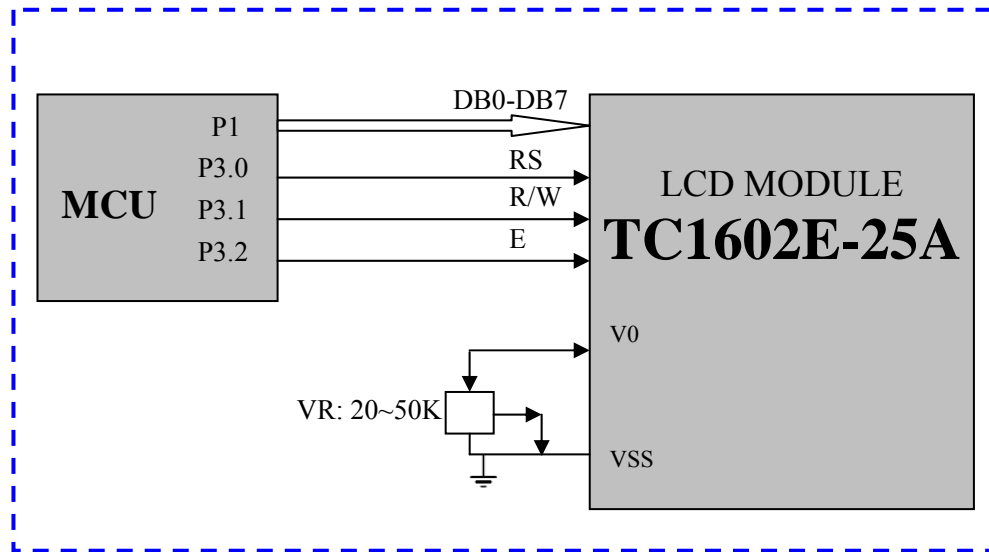 DB0-DB7
P1
RS
P3.0
LCD MODULE
R/W
MCU
P3.1
TC1602E-25A
E
P3.2
V0
VR: 20~50K
VSS